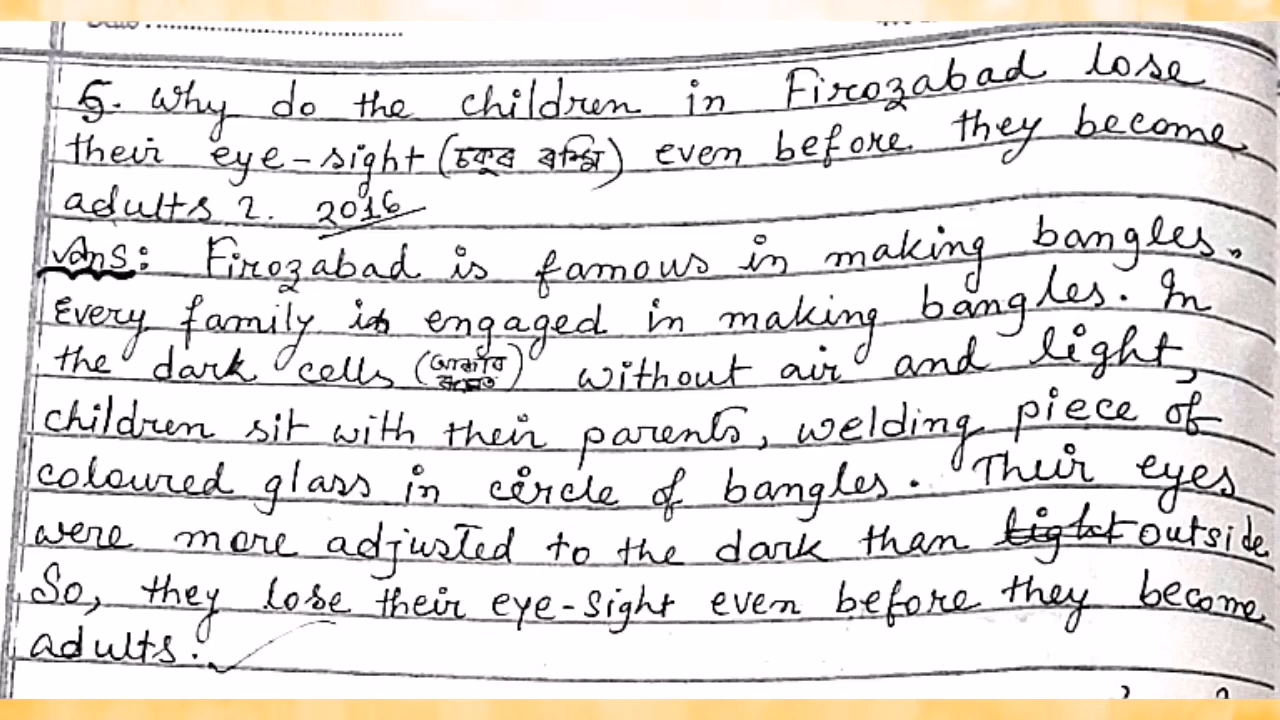 5. Why do the children in Firozabad lose
their eye-sight (চকুৰ ৰশ্মি) even before they become
adults ?. 2016
Ans: Firozabad is famous in making bangles.
Every family is engaged in making bangles. In
the dark cells (আন্ধাৰ) without air and light,
children sit with their parents, welding piece of
coloured glass in circle of bangles. Their eyes
were more adjusted to the dark than light outside
So, they lose their eye-sight even before they become
adults.